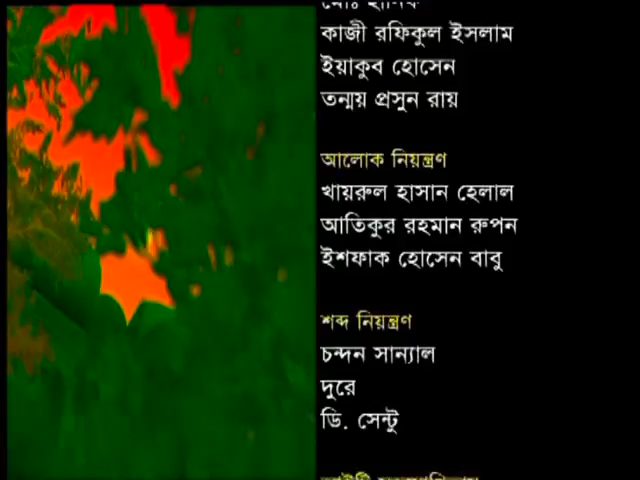 কাজী রফিকুল ইসলাম
ইয়াকুব হোসেন
তন্ময় প্রসুন রায়
আলোক নিয়ন্ত্রণ
খায়রুল হাসান হেলাল
আতিকুর রহমান রুপন
ইশফাক হোসেন বাবু
শব্দ নিয়ন্ত্রণ
চন্দন সান্যাল
দুরে
ডি. সেন্টু